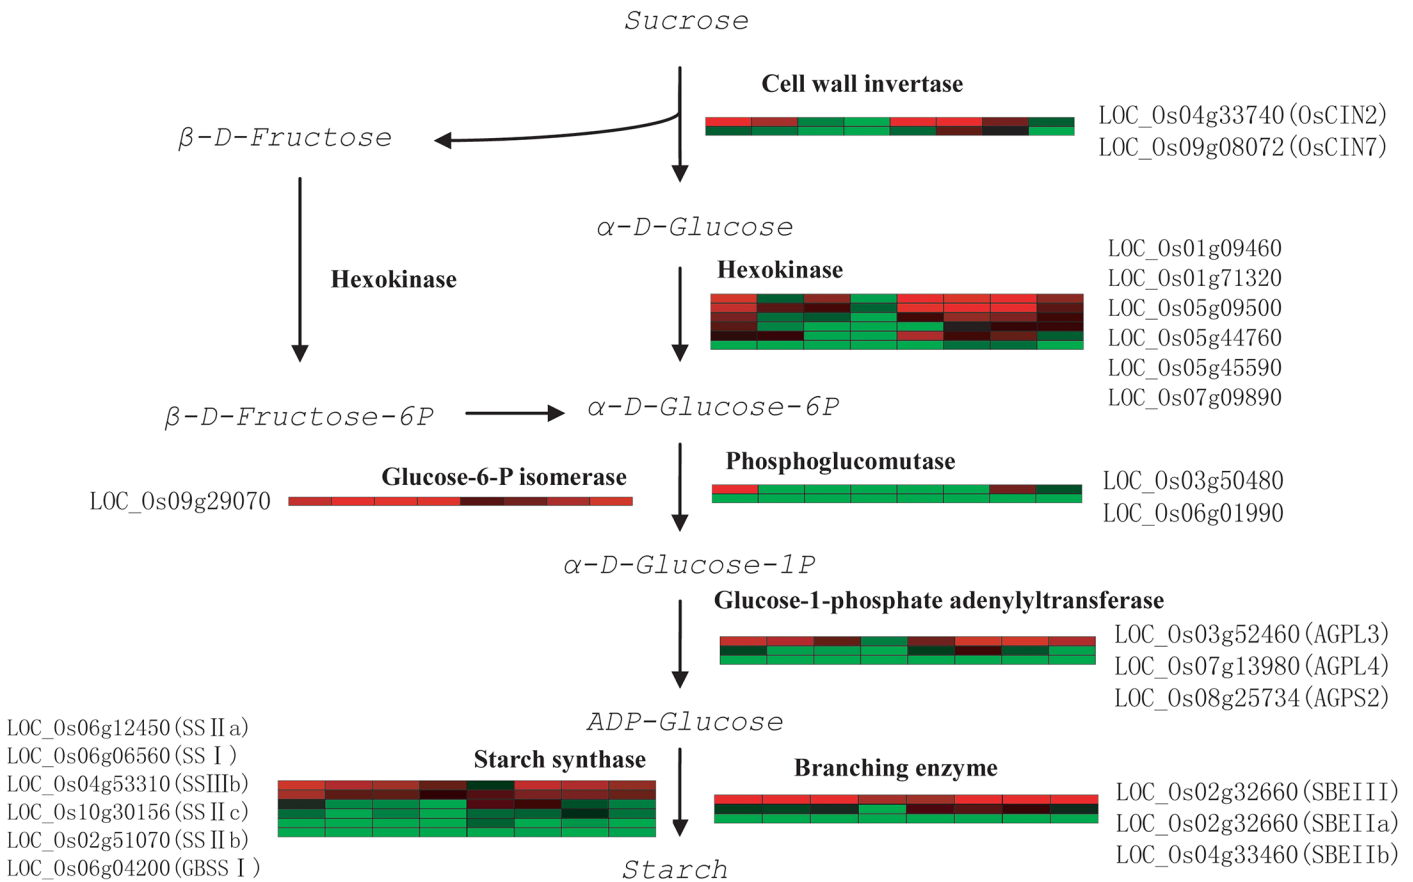 Sucrose
Cell wall invertase
LOC_Os04g33740(OsCIN2)
LOC_Os09g08072(OsCIN7)
β-D-Fructose
α-D-Glucose
Hexokinase
Hexokinase
LOC_Os01g09460
LOC_Os01g71320
LOC_Os05g09500
LOC_Os05g44760
LOC_Os05g45590
LOC_Os07g09890
β-D-Fructose-6P
α-D-Glucose-6P
Glucose-6-P isomerase
LOC_Os09g29070
Phosphoglucomutase
LOC_Os03g50480
LOC_Os06g01990
α-D-Glucose-1P
Glucose-1-phosphate adenylyltransferase
LOC_Os03g52460(AGPL3)
LOC_Os07g13980(AGPL4)
LOC_Os08g25734(AGPS2)
ADP-Glucose
LOC_Os06g12450(SSⅡa)
LOC_Os06g06560(SSⅠ)
LOC_Os04g53310(SSⅢb)
LOC_Os10g30156(SSⅡc)
LOC_Os02g51070(SSⅡb)
LOC_Os06g04200(GBSSⅠ)
Starch synthase
Branching enzyme
LOC_Os02g32660(SBEIII)
LOC_Os02g32660(SBEIIa)
LOC_Os04g33460(SBEIIb)
Starch